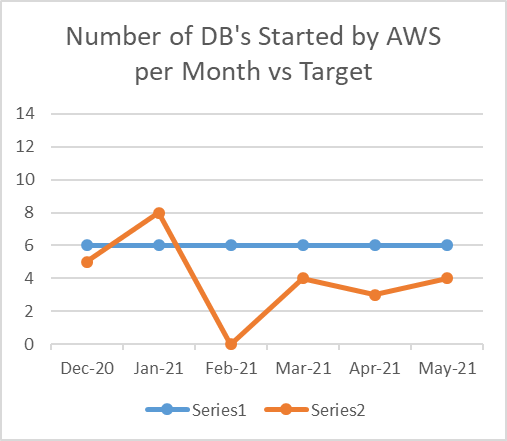 Number of DB's Started by AWS
per Month vs Target
14
12
10
8
6
4
2
0
Dec-20 Jan-21 Feb-21 Mar-21 Apr-21 May-21
Series1 Series2